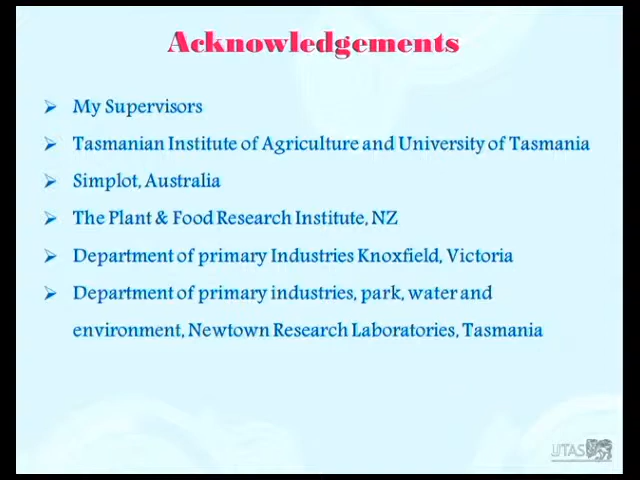 Acknowledgements
My Supervisors
Tasmanian Institute of Agriculture and University of Tasmania
Simplot, Australia
The Plant & Food Research Institute, NZ
Department of primary Industries Knoxfield, Victoria
Department of primary industries, park, water and
environment, Newtown Research Laboratories, Tasmania
UTAS